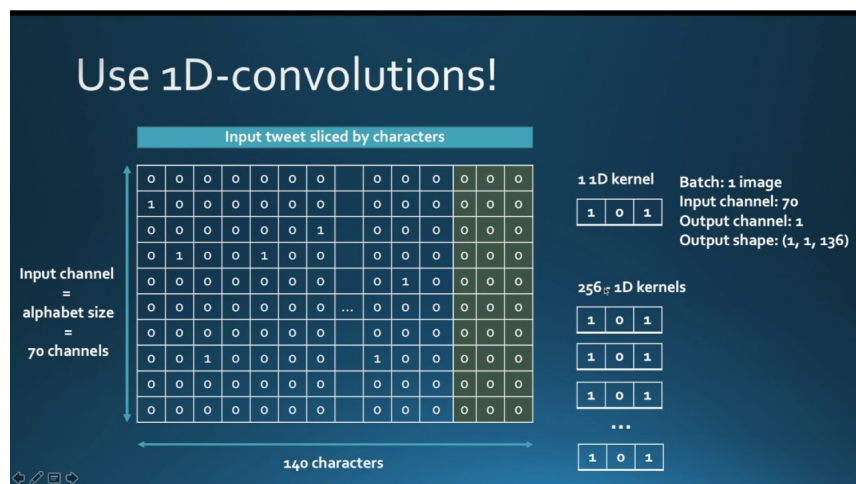 Use 1D-convolutions!
Input tweet sliced by characters
0 0 0 0 0 0 0 0 0 0 0 0 0
1 0 0 0 0 0 0 0 0 0 0 0 0
0 0 0 0 0 0 1 0 0 0 0 0 0
0 1 0 0 1 0 0 0 0 0 0 0 0
0 0 0 0 0 0 0 0 1 0 0 0 0
0 0 0 0 0 0 0 ... 0 0 0 0 0 0
0 0 0 0 0 0 0 0 0 0 0 0 0
0 0 1 0 0 0 0 1 0 0 0 0 0
0 0 0 0 0 0 0 0 0 0 0 0 0
0 0 0 0 0 0 0 0 0 0 0 0 0
Input channel
=
alphabet size
=
70 channels
140 characters
1 1D kernel
1 0 1
Batch: 1 image
Input channel: 70
Output channel: 1
Output shape: (1, 1, 136)
256 - 1D kernels
1 0 1
1 0 1
1 0 1
...
1 0 1